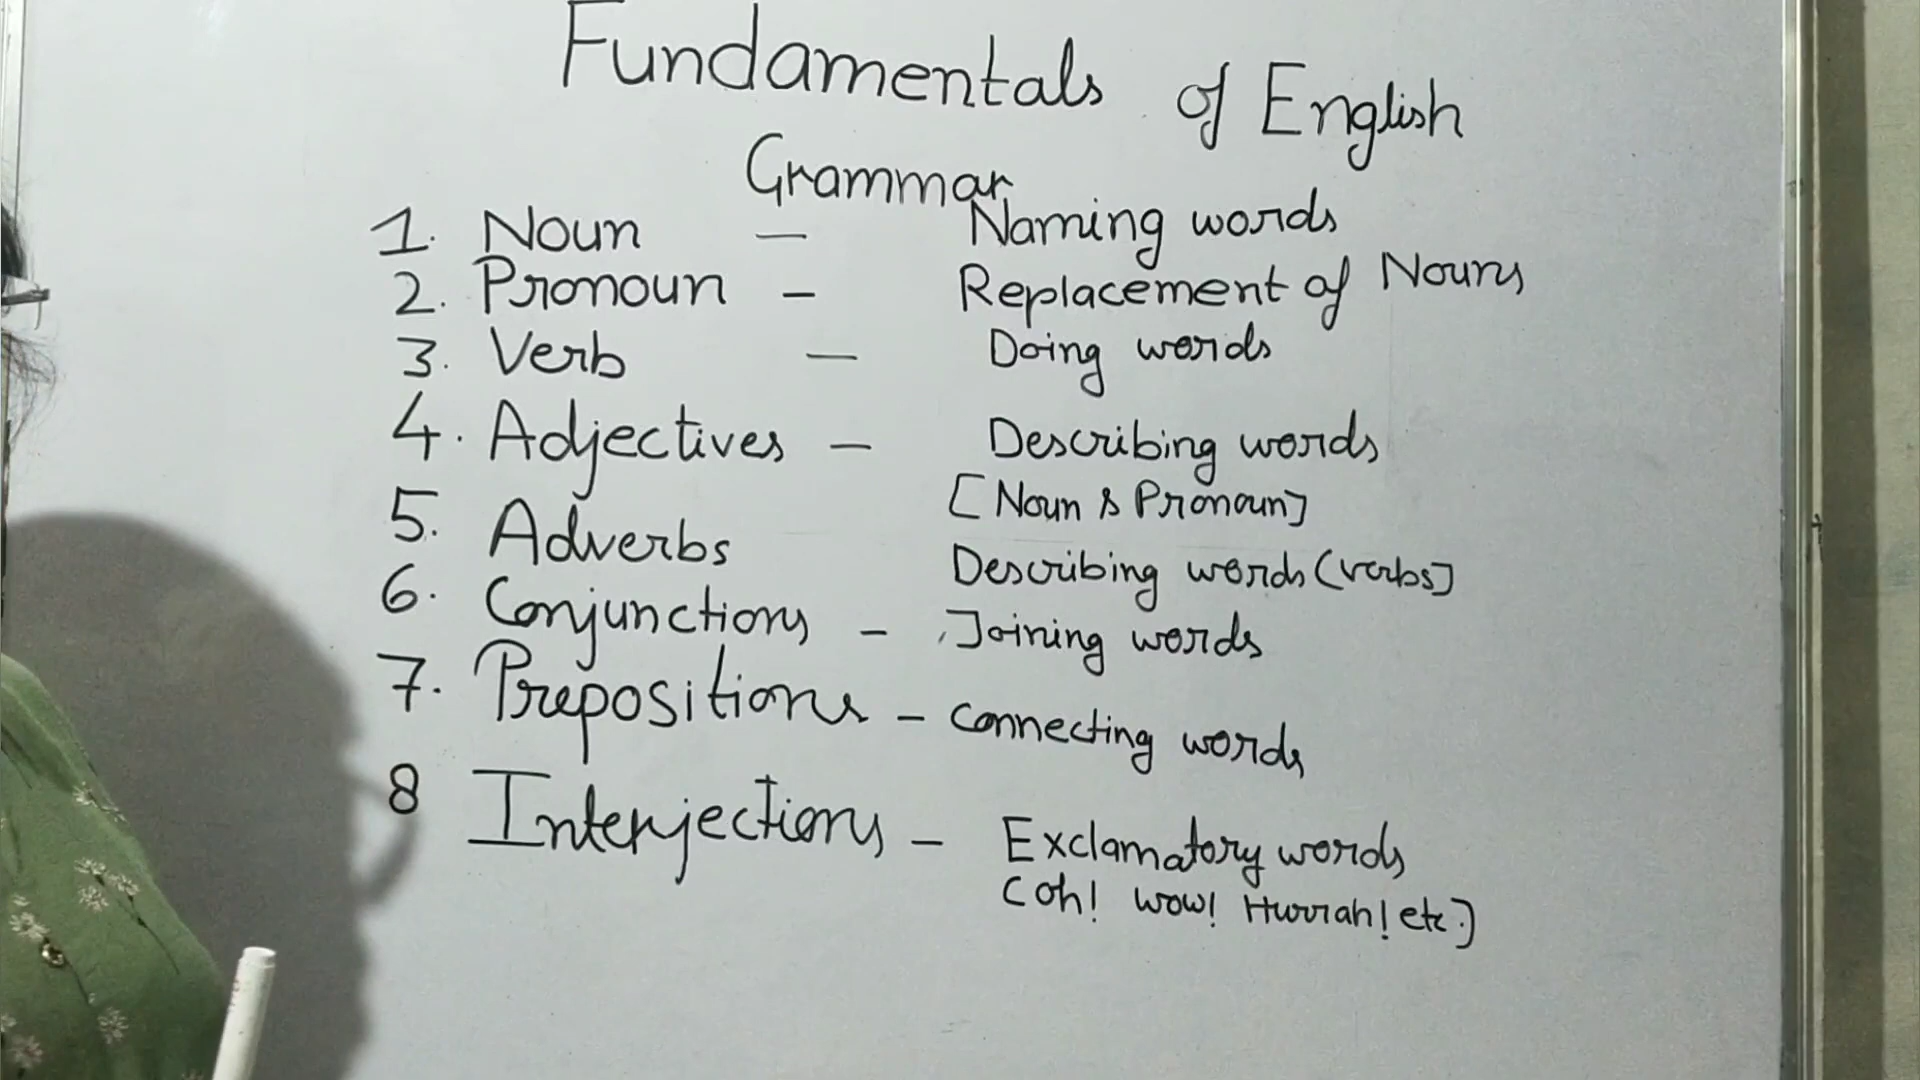 Fundamentals of English
Grammar
1. Noun — Naming words
2. Pronoun — Replacement of Nouns
3. Verb — Doing words
4. Adjectives — Describing words
[Noun & Pronoun]
5. Adverbs Describing words (verbs]
6. Conjunctions — Joining words
7. Prepositions — connecting words
8 Interjections — Exclamatory words
(oh! wow! Hurrah! etc.]